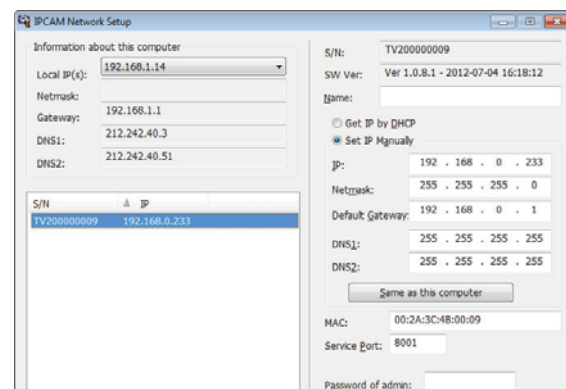 IPCAM Network Setup
Information about this computer
Local IP(s): 192.168.1.14
Netmask:
Gateway: 192.168.1.1
DNS1: 212.242.40.3
DNS2: 212.242.40.51
S/N IP
TV200000009 192.168.0.233
S/N: TV200000009
SW Ver: Ver 1.0.8.1 - 2012-07-04 16:18:12
Name:
Get IP by DHCP
Set IP Manually
IP: 192 . 168 . 0 . 233
Netmask: 255 . 255 . 255 . 0
Default Gateway: 192 . 168 . 0 . 1
DNS1: 255 . 255 . 255 . 255
DNS2: 255 . 255 . 255 . 255
Same as this computer
MAC: 00:2A:3C:4B:00:09
Service Port: 8001
Password of admin: